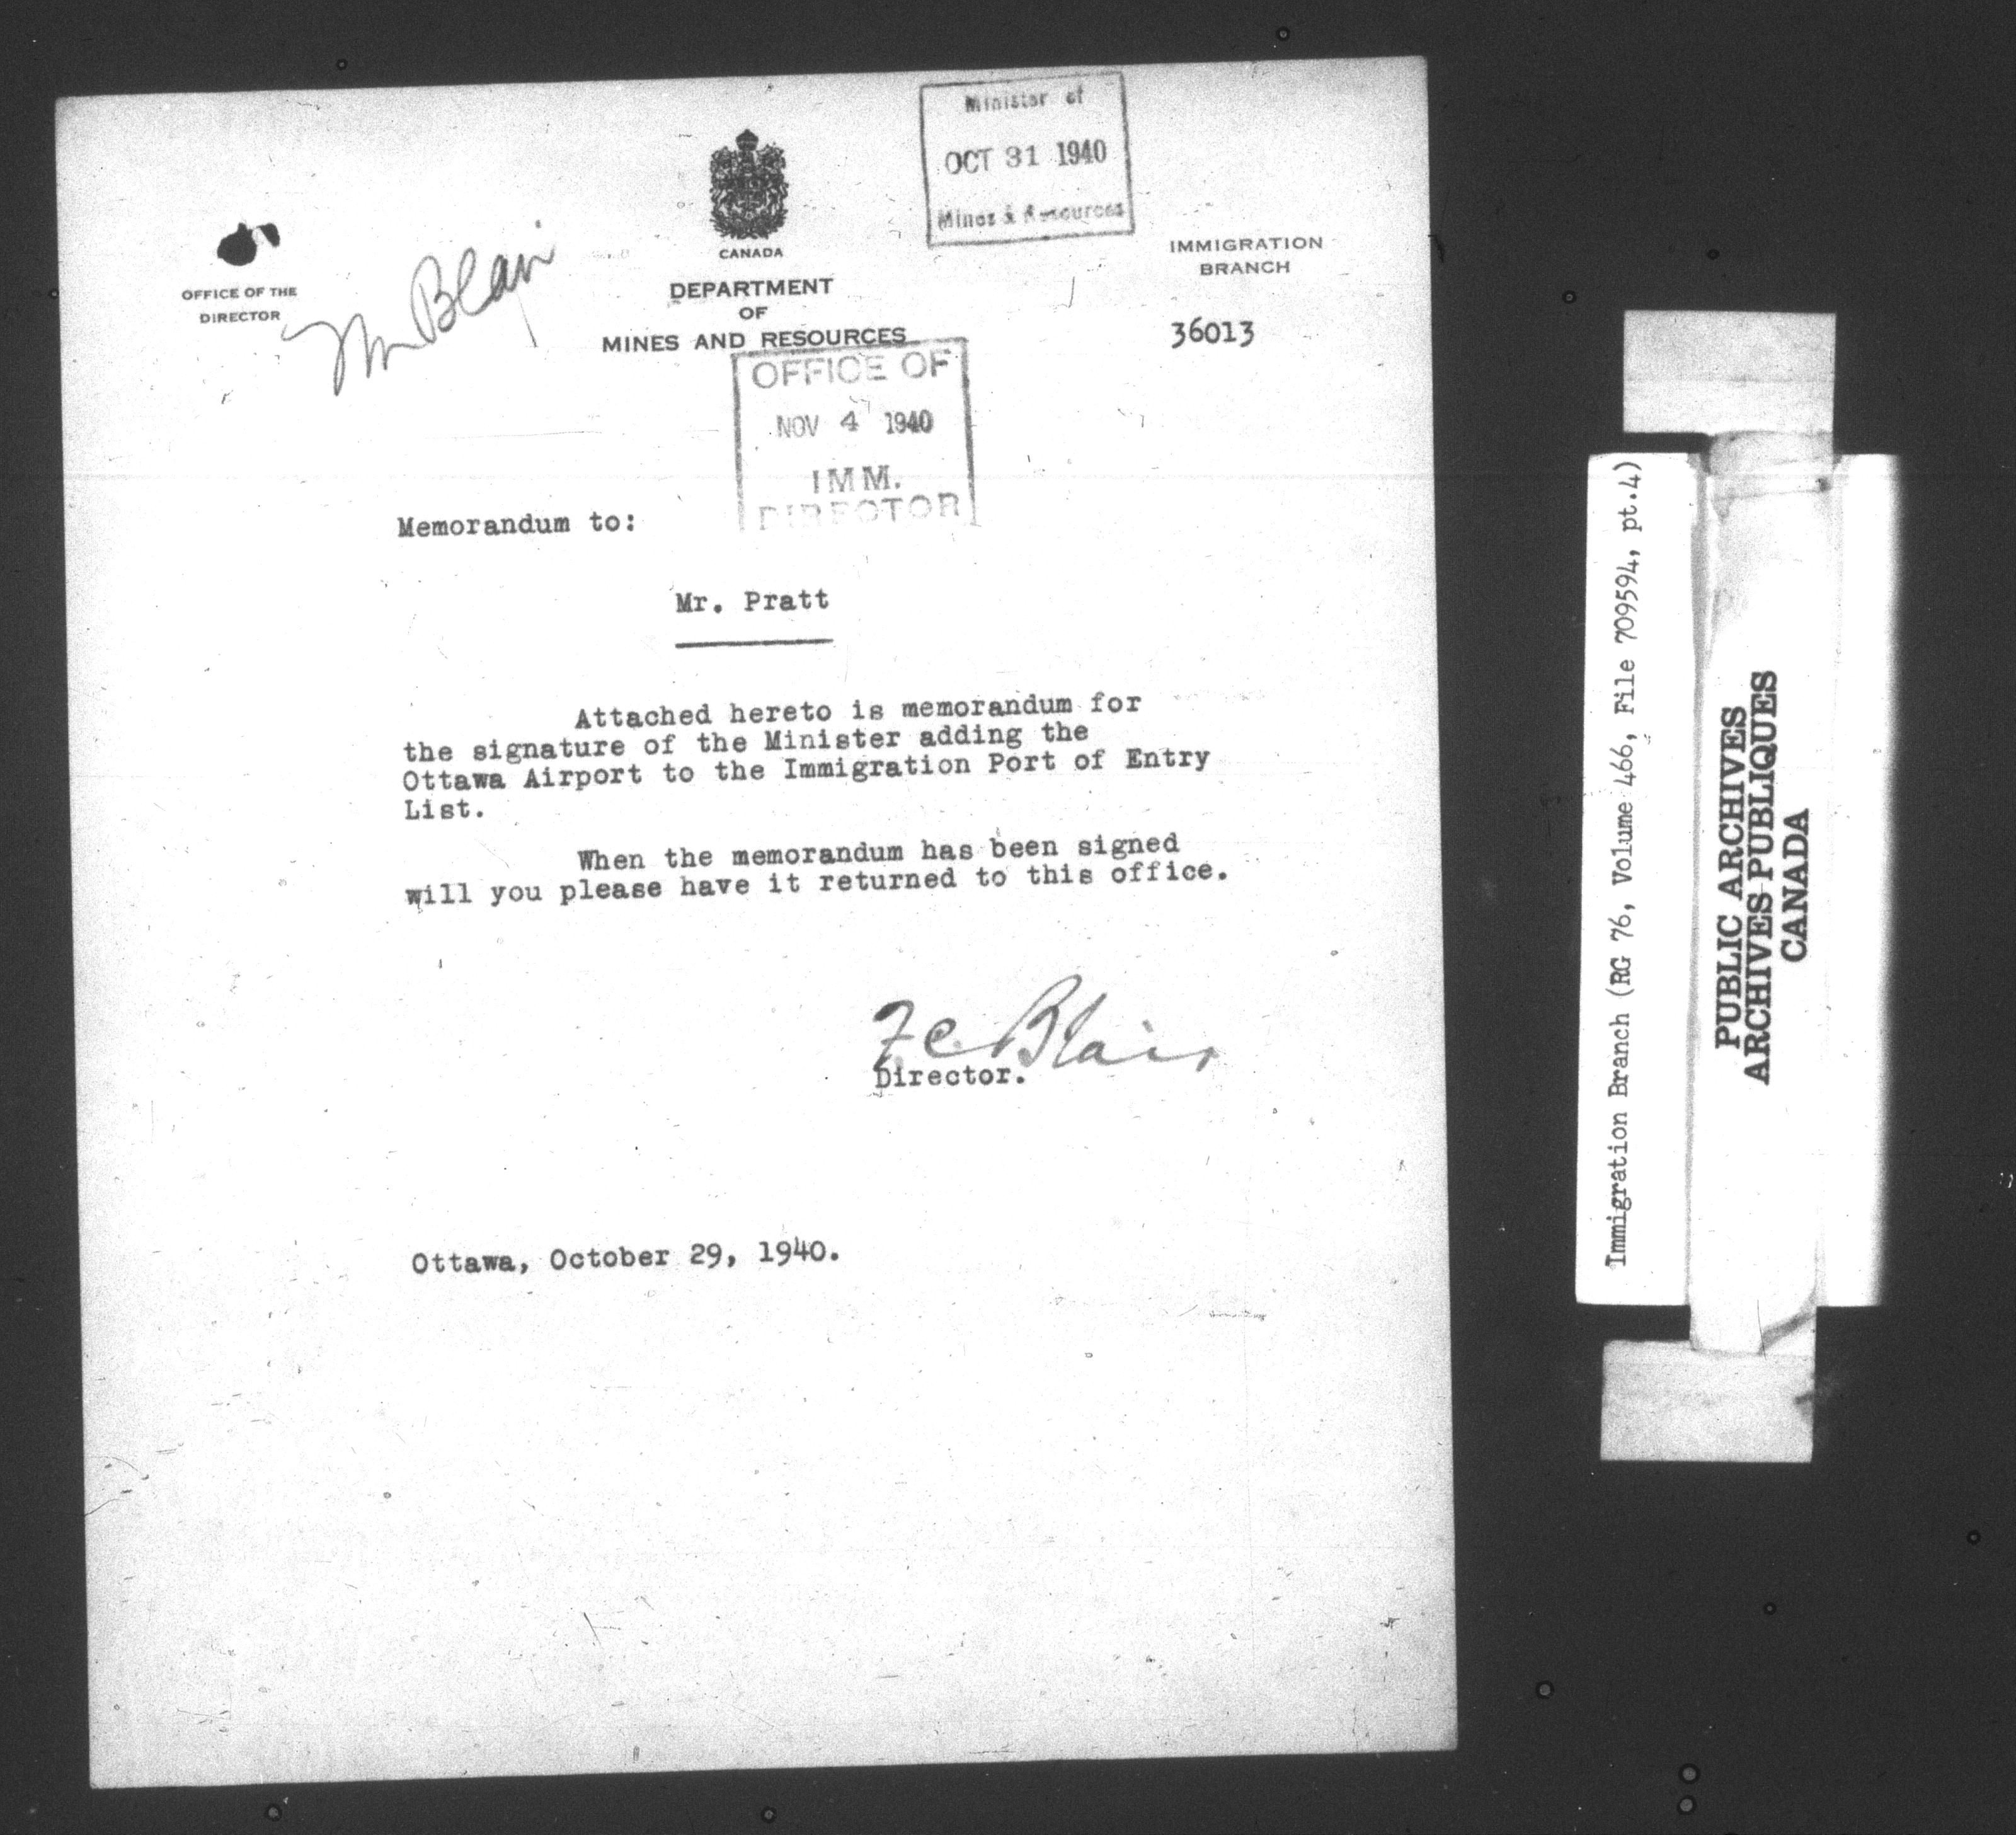 Minister of
OCT 31 1940
Mines & Resources
CANADA
OFFICE OF THE
DIRECTOR
Mr Blair
DEPARTMENT
OF
MINES AND RESOURCES
IMMIGRATION
BRANCH
36013
OFFICE OF
NOV 4 1940
IMM.
DIRECTOR
Memorandum to:
Mr. Pratt
Attached hereto is memorandum for
the signature of the Minister adding the
Ottawa Airport to the Immigration Port of Entry
List.
When the memorandum has been signed
will you please have it returned to this office.
F.C. Blair
Director.
Ottawa, October 29, 1940.
Immigration Branch (RG 76, Volume 466, File 709594, pt.4)
PUBLIC ARCHIVES
ARCHIVES PUBLIQUES
CANADA